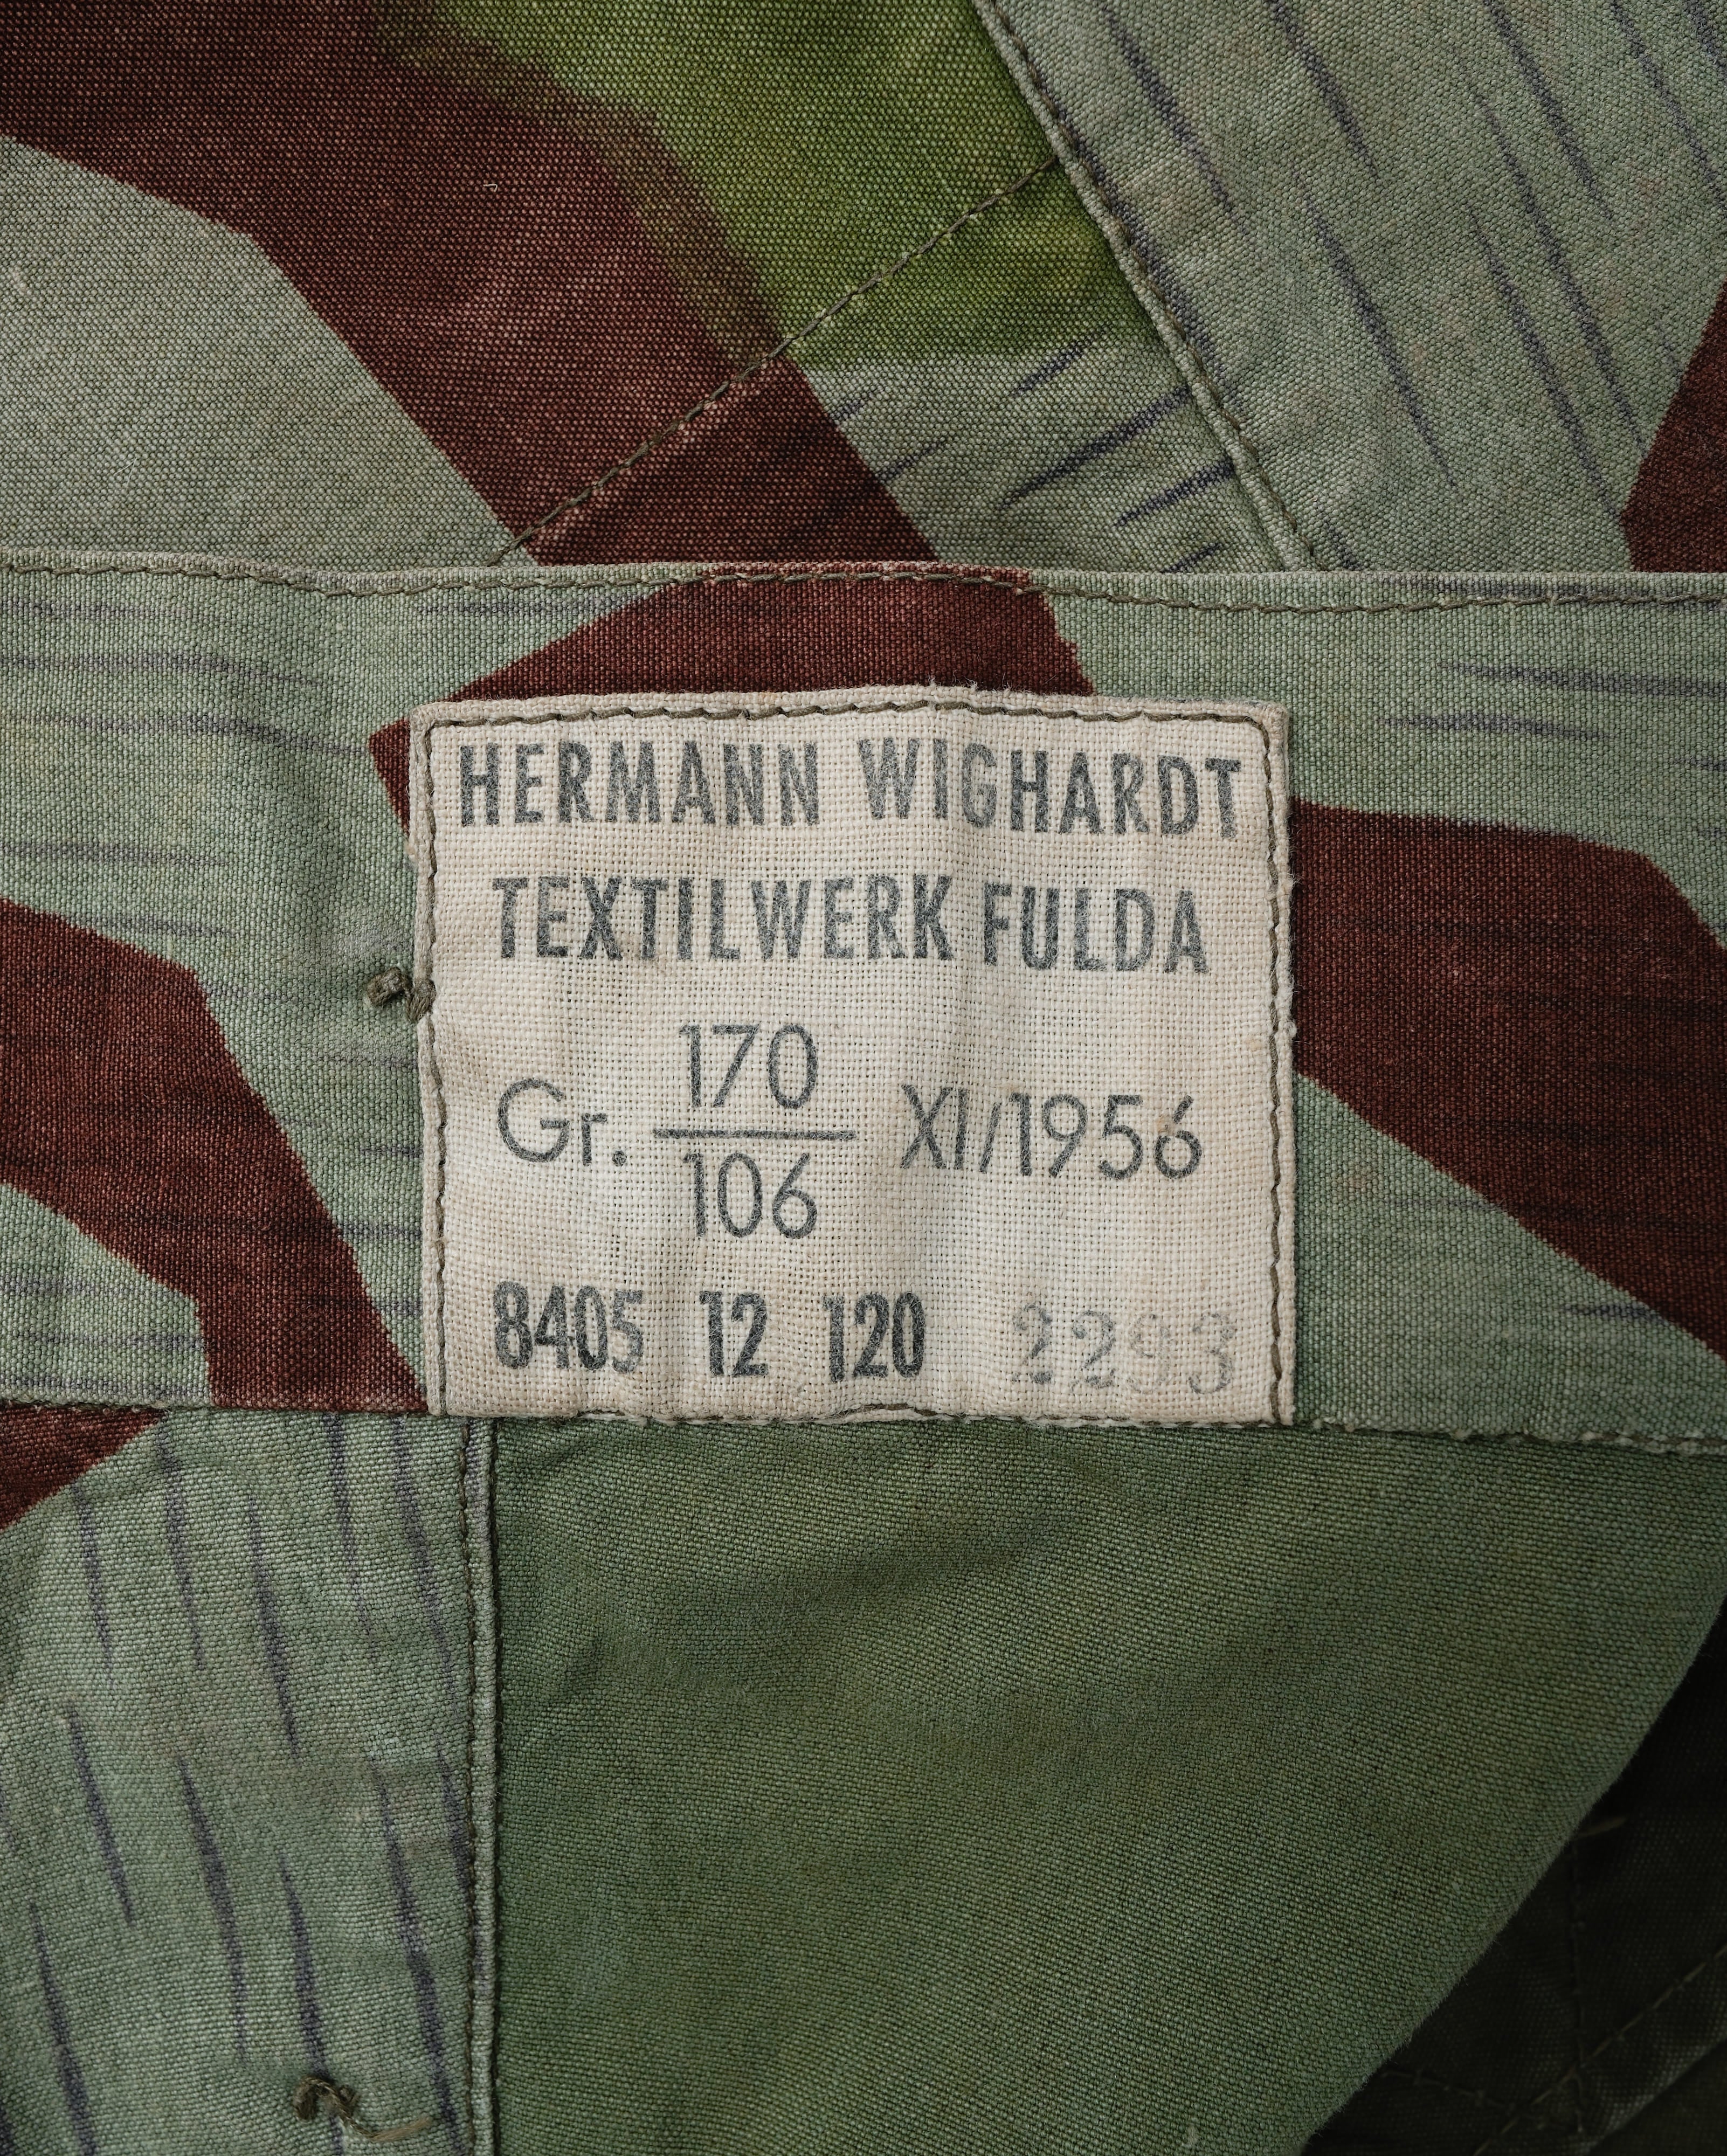 HERMANN WIGHARDT
TEXTILWERK FULDA
Gr. 170/106 XI/1956
8405 12 120 2293